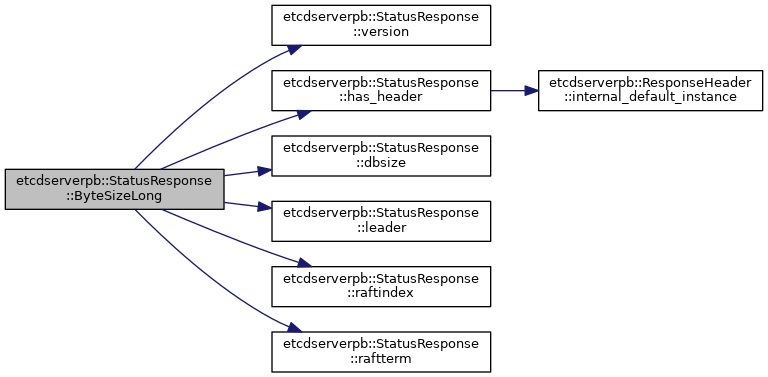 etcdserverpb::StatusResponse
::version
etcdserverpb::StatusResponse
::has_header
etcdserverpb::ResponseHeader
::internal_default_instance
etcdserverpb::StatusResponse
::dbsize
etcdserverpb::StatusResponse
::ByteSizeLong
etcdserverpb::StatusResponse
::leader
etcdserverpb::StatusResponse
::raftindex
etcdserverpb::StatusResponse
::raftterm